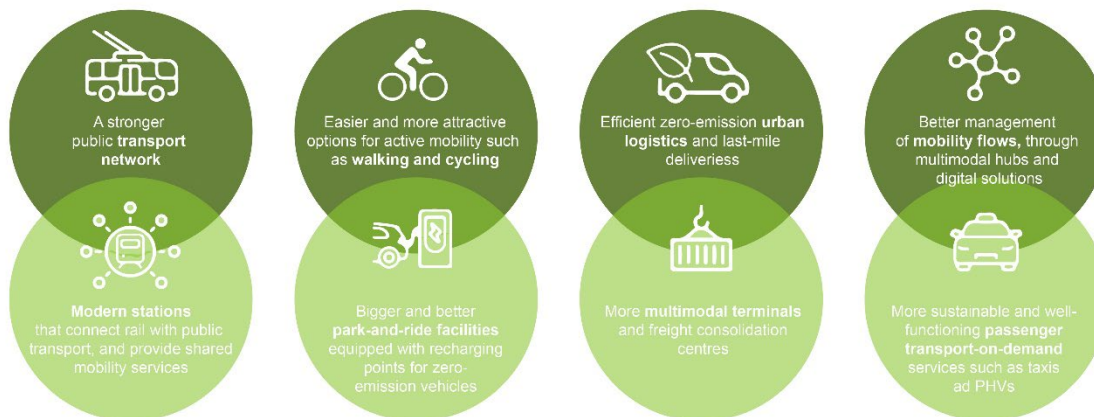 A stronger
public transport
network
Easier and more attractive
options for active mobility such
as walking and cycling
Efficient zero-emission urban
logistics and last-mile
deliveriess
Better management
of mobility flows, through
multimodal hubs and
digital solutions
Modern stations
that connect rail with public
transport, and provide shared
mobility services
Bigger and better
park-and-ride facilities
equipped with recharging
points for zero-
emission vehicles
More multimodal terminals
and freight consolidation
centres
More sustainable and well-
functioning passenger
transport-on-demand
services such as taxis
ad PHVs